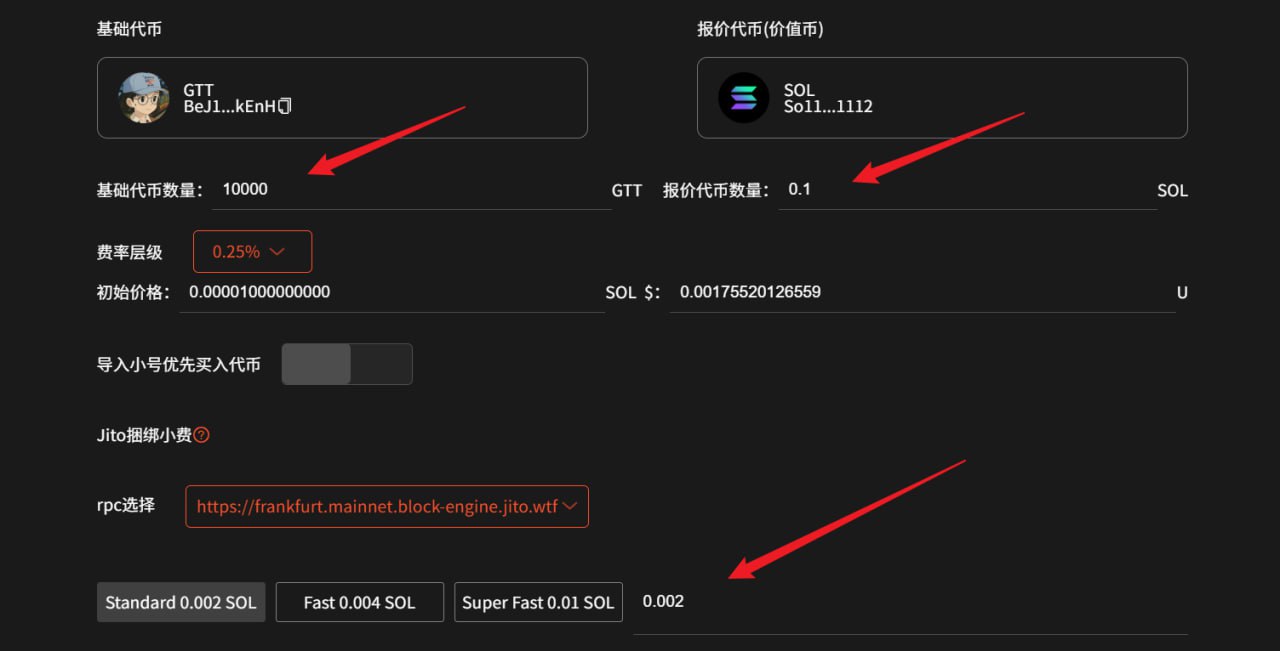 基础代币
报价代币(价值币)
GTT
BeJ1...kEnH
SOL
So11...1112
基础代币数量： 10000 GTT
报价代币数量： 0.1 SOL
费率层级 0.25%
初始价格： 0.00001000000000 SOL
$： 0.00175520126559 U
导入小号优先买入代币
Jito捆绑小费?
rpc选择 https://frankfurt.mainnet.block-engine.jito.wtf
Standard 0.002 SOL
Fast 0.004 SOL
Super Fast 0.01 SOL
0.002